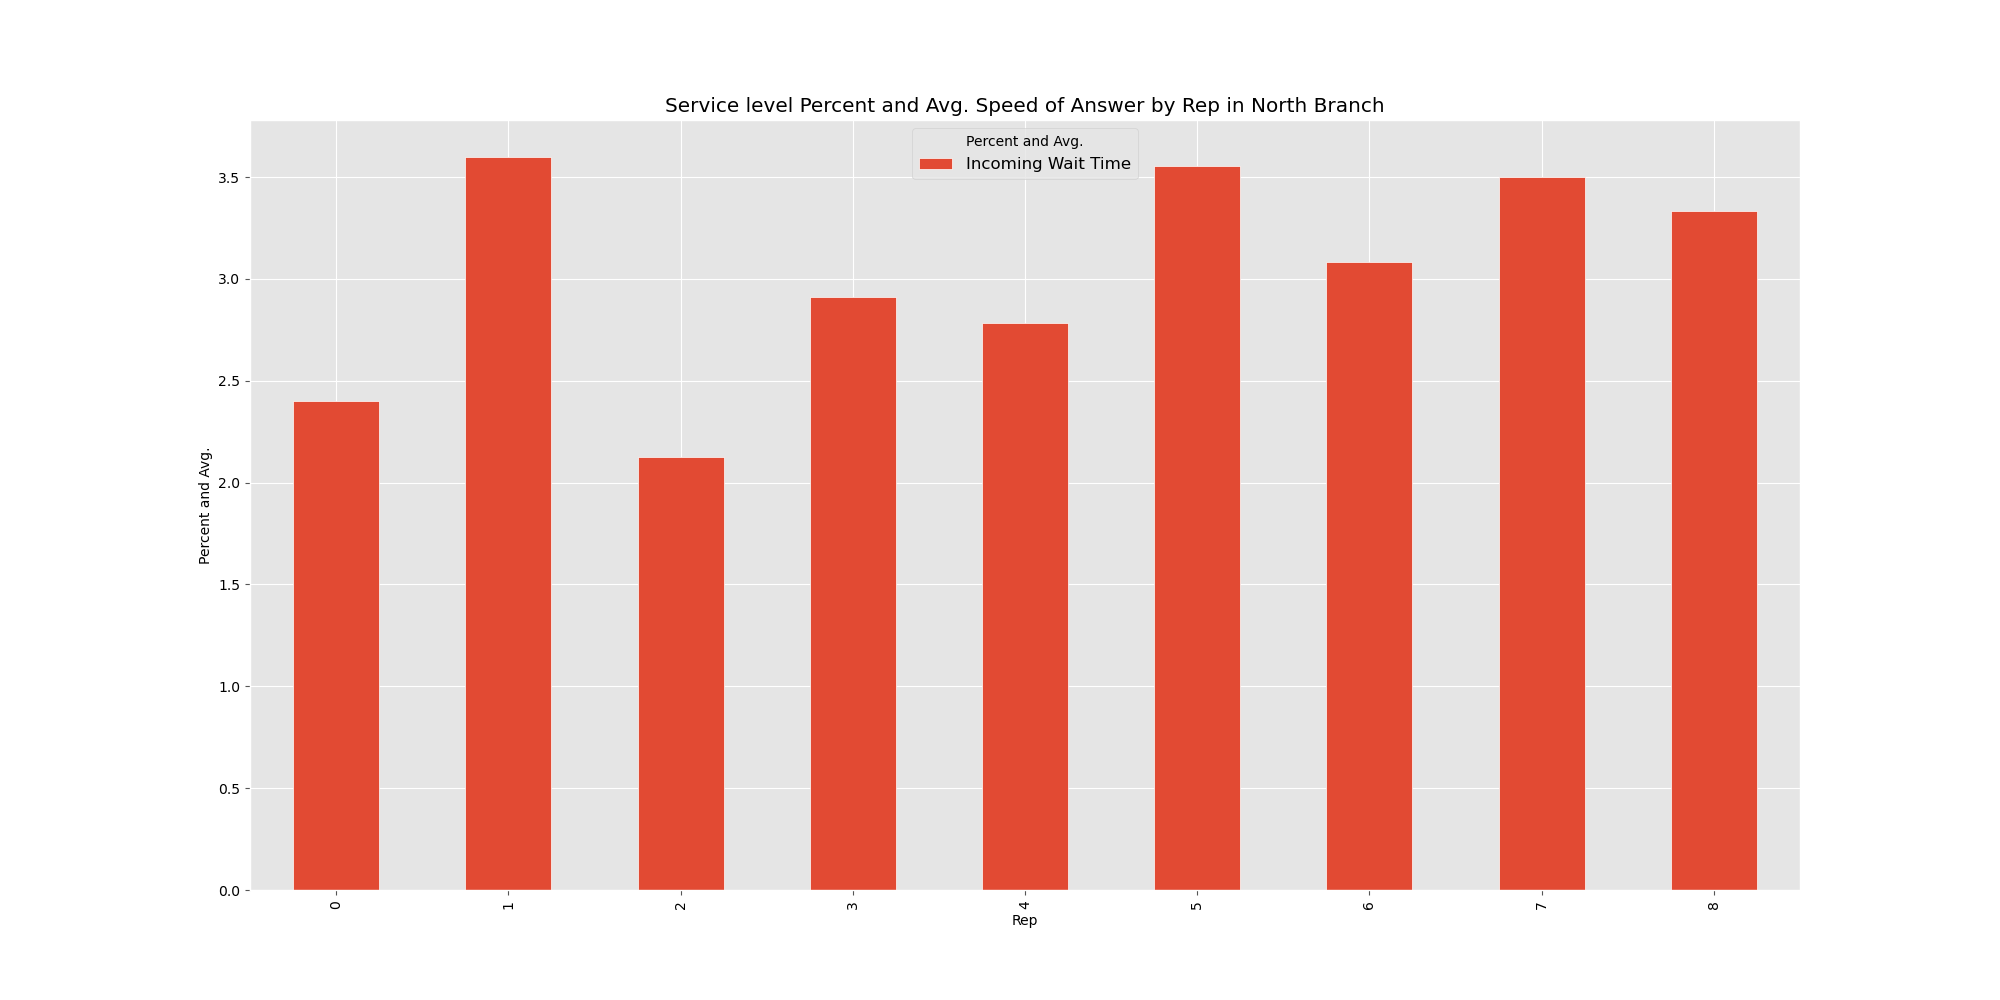 Service level Percent and Avg. Speed of Answer by Rep in North Branch
Percent and Avg.
Incoming Wait Time
3.5
3.0
2.5
2.0
1.5
1.0
0.5
0.0
Percent and Avg.
0 1 2 3 4 5 6 7 8
Rep